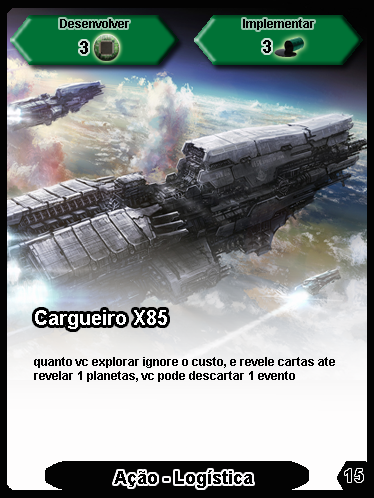 Desenvolver
3
Implementar
3
Cargueiro X85
quanto vc explorar ignore o custo, e revele cartas ate
revelar 1 planetas, vc pode descartar 1 evento
Ação - Logística
15